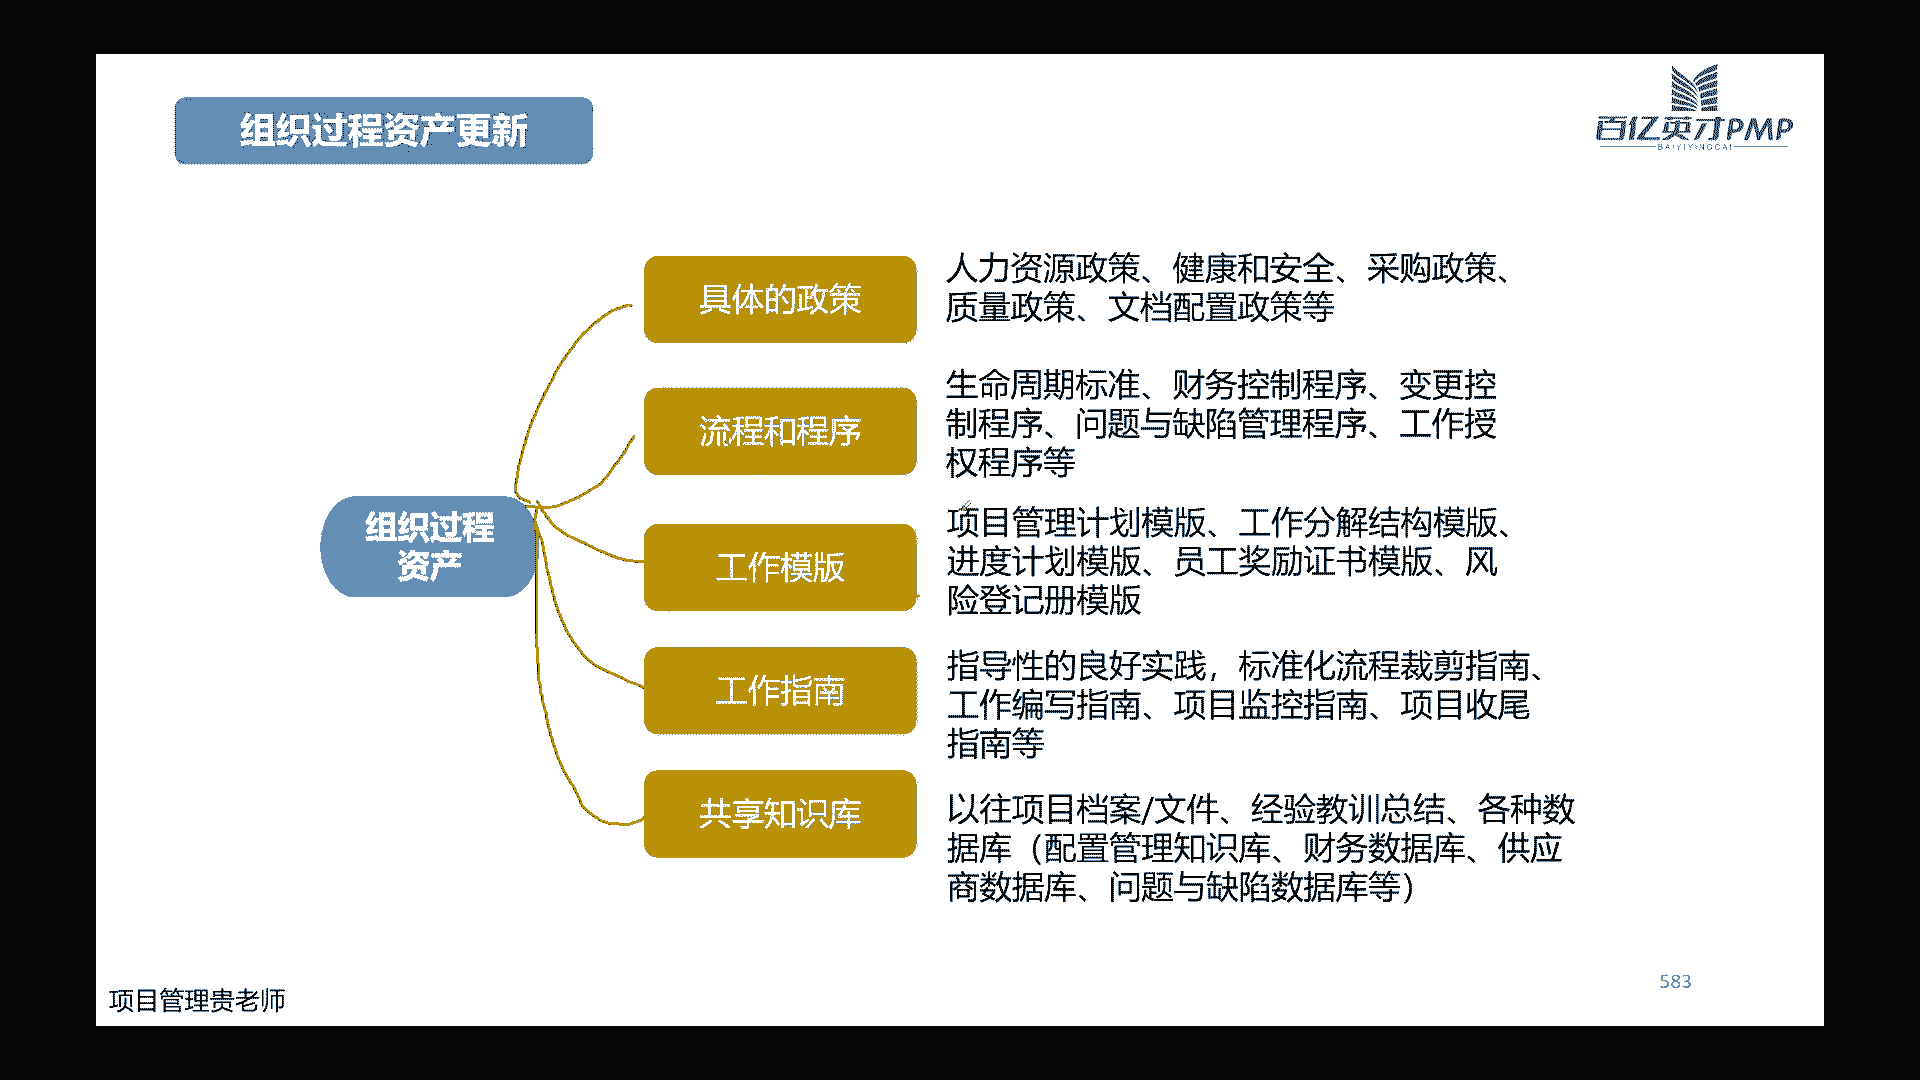 组织过程资产更新
百亿英才PMP
BAIYIYINGCAI
具体的政策
人力资源政策、健康和安全、采购政策、
质量政策、文档配置政策等
流程和程序
生命周期标准、财务控制程序、变更控
制程序、问题与缺陷管理程序、工作授
权程序等
组织过程
资产
工作模版
项目管理计划模版、工作分解结构模版、
进度计划模版、员工奖励证书模版、风
险登记册模版
工作指南
指导性的良好实践，标准化流程裁剪指南、
工作编写指南、项目监控指南、项目收尾
指南等
共享知识库
以往项目档案/文件、经验教训总结、各种数
据库（配置管理知识库、财务数据库、供应
商数据库、问题与缺陷数据库等）
583
项目管理贵老师